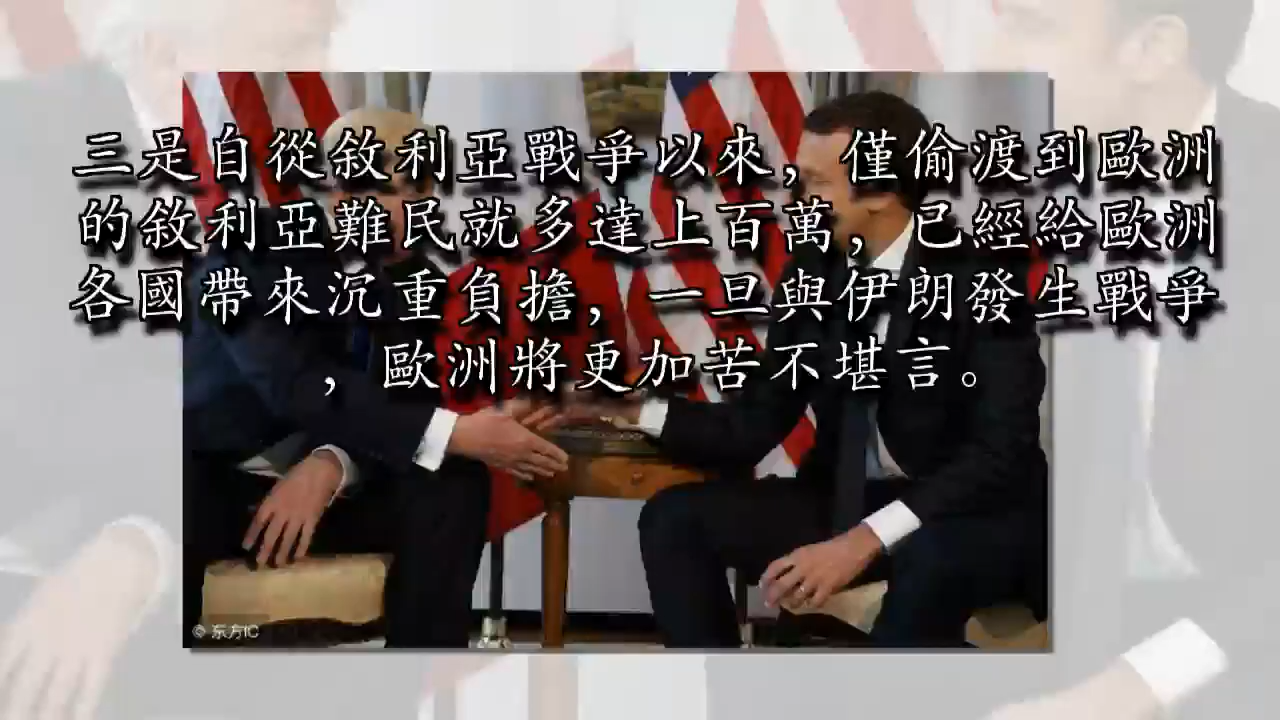 三是自從敘利亞戰爭以來，僅偷渡到歐洲
的敘利亞難民就多達上百萬，已經給歐洲
各國帶來沉重負擔，一旦與伊朗發生戰爭
，歐洲將更加苦不堪言。
© 东方IC